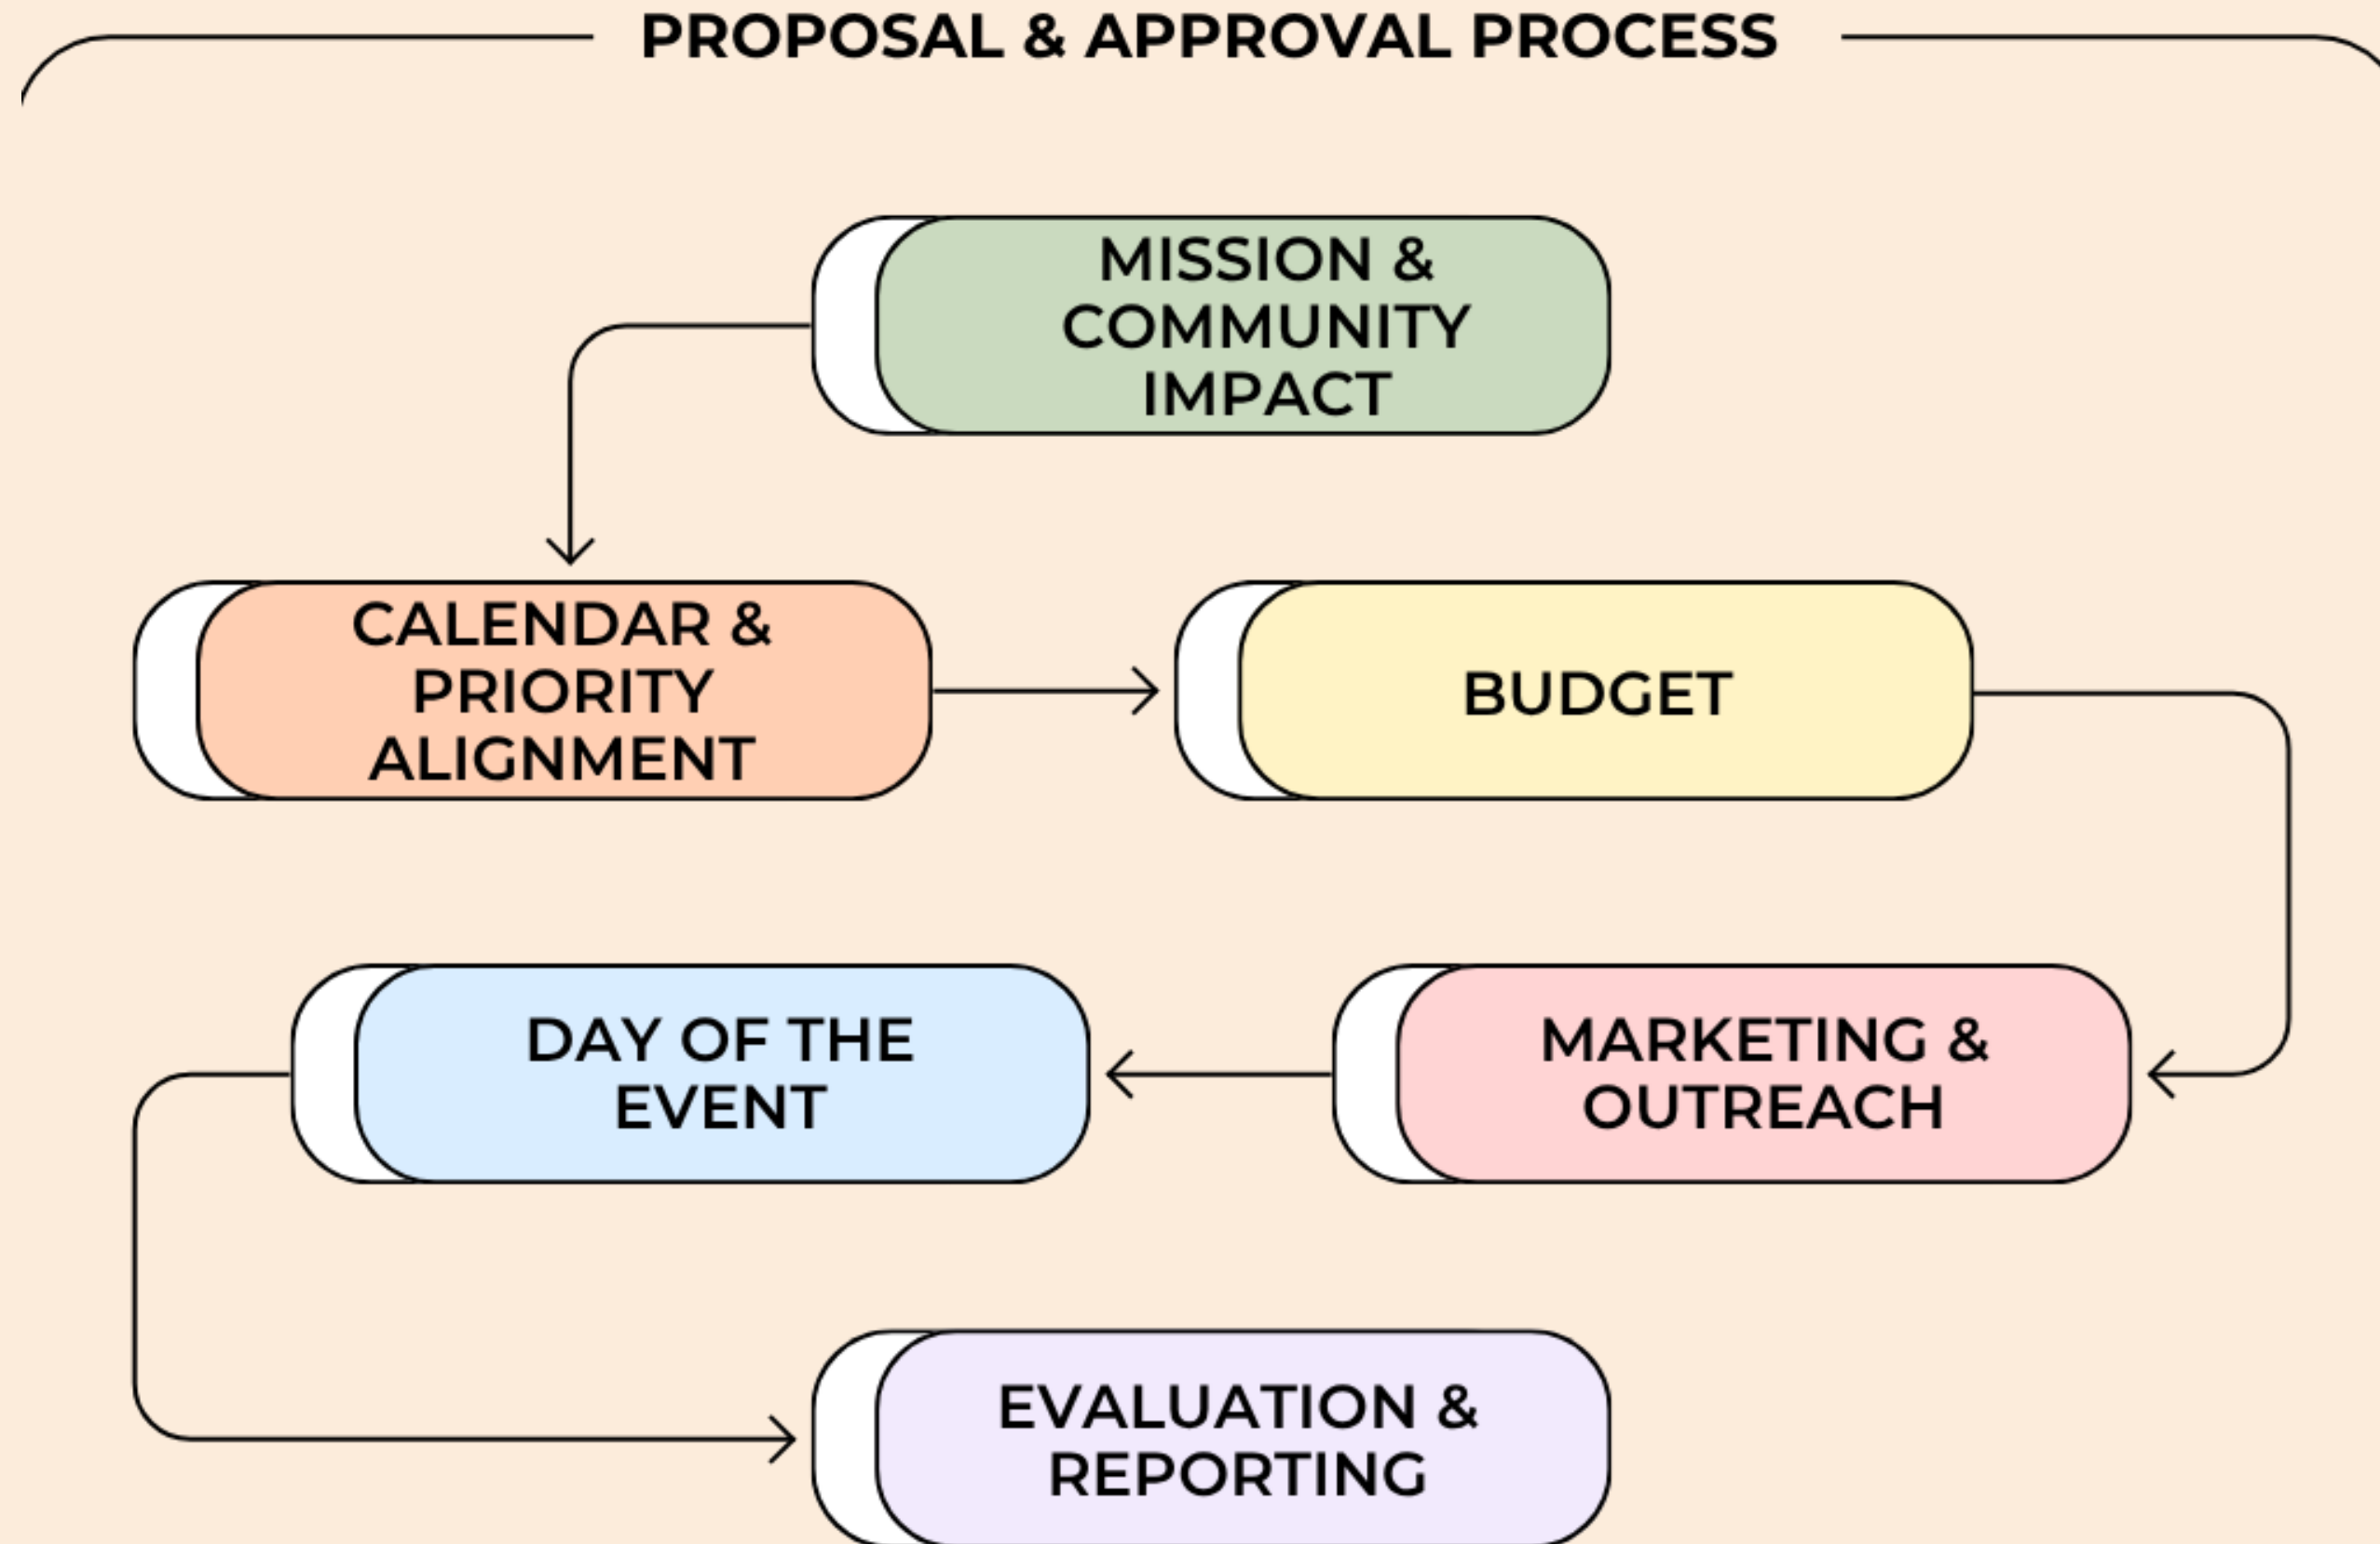 PROPOSAL & APPROVAL PROCESS
MISSION &
COMMUNITY
IMPACT
CALENDAR &
PRIORITY
ALIGNMENT
BUDGET
MARKETING &
OUTREACH
DAY OF THE
EVENT
EVALUATION &
REPORTING